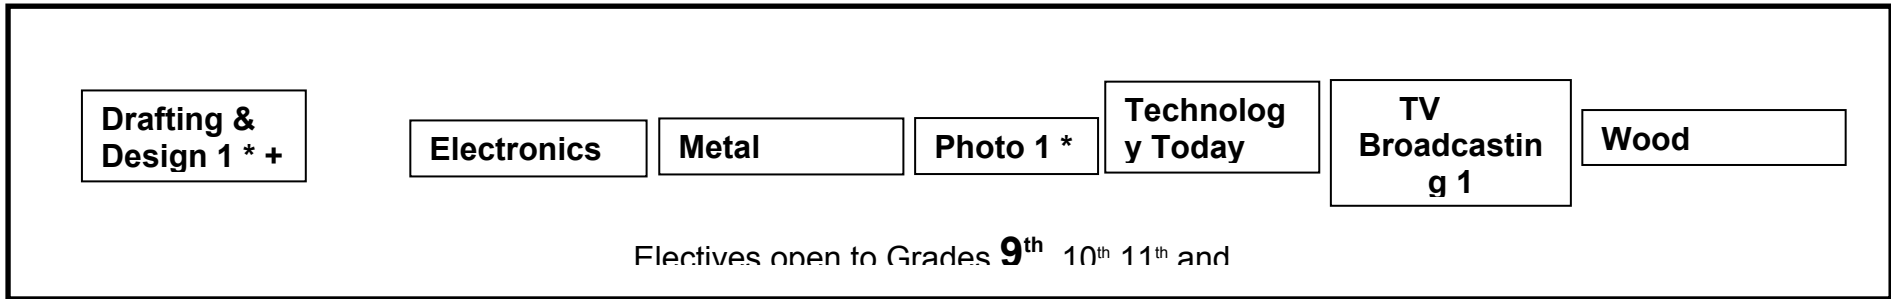 Drafting &
Design 1 * +
Electronics
Metal
Photo 1 *
Technolog
y Today
TV
Broadcastin
g 1
Wood
Electives open to Grades 9th 10th 11th and